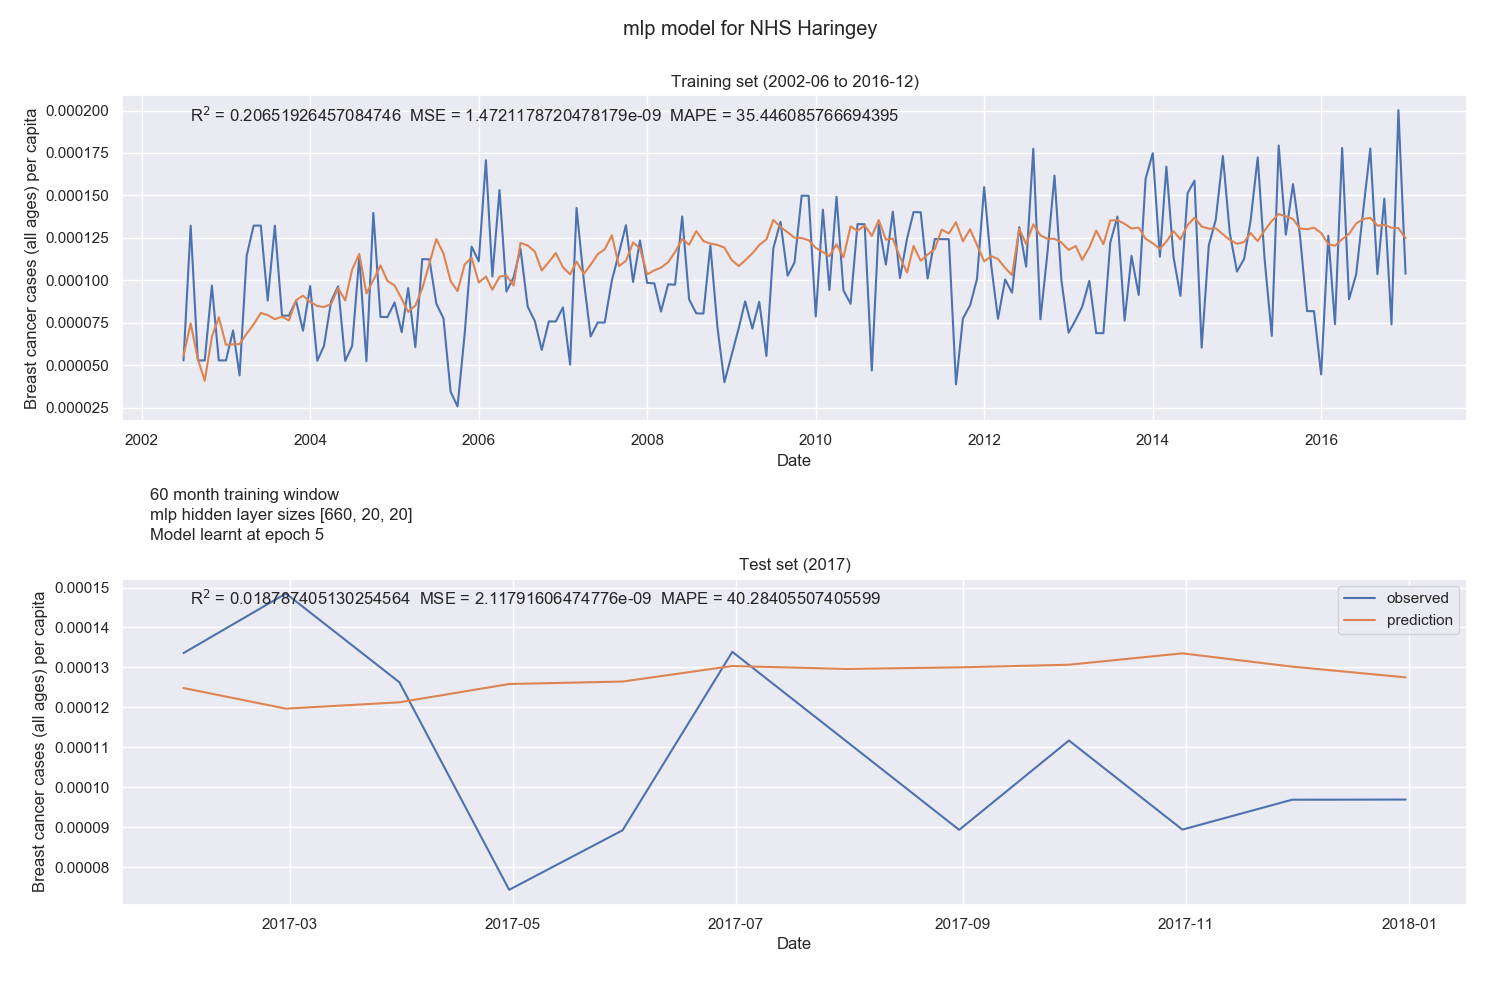 mlp model for NHS Haringey
Training set (2002-06 to 2016-12)
R² = 0.20651926457084746 MSE = 1.4721178720478179e-09 MAPE = 35.446085766694395
Breast cancer cases (all ages) per capita
0.000200
0.000175
0.000150
0.000125
0.000100
0.000075
0.000050
0.000025
2002 2004 2006 2008 2010 2012 2014 2016
Date
60 month training window
mlp hidden layer sizes [660, 20, 20]
Model learnt at epoch 5
Test set (2017)
R² = 0.018787405130254564 MSE = 2.11791606474776e-09 MAPE = 40.28405507405599
observed
prediction
Breast cancer cases (all ages) per capita
0.00015
0.00014
0.00013
0.00012
0.00011
0.00010
0.00009
0.00008
2017-03 2017-05 2017-07 2017-09 2017-11 2018-01
Date